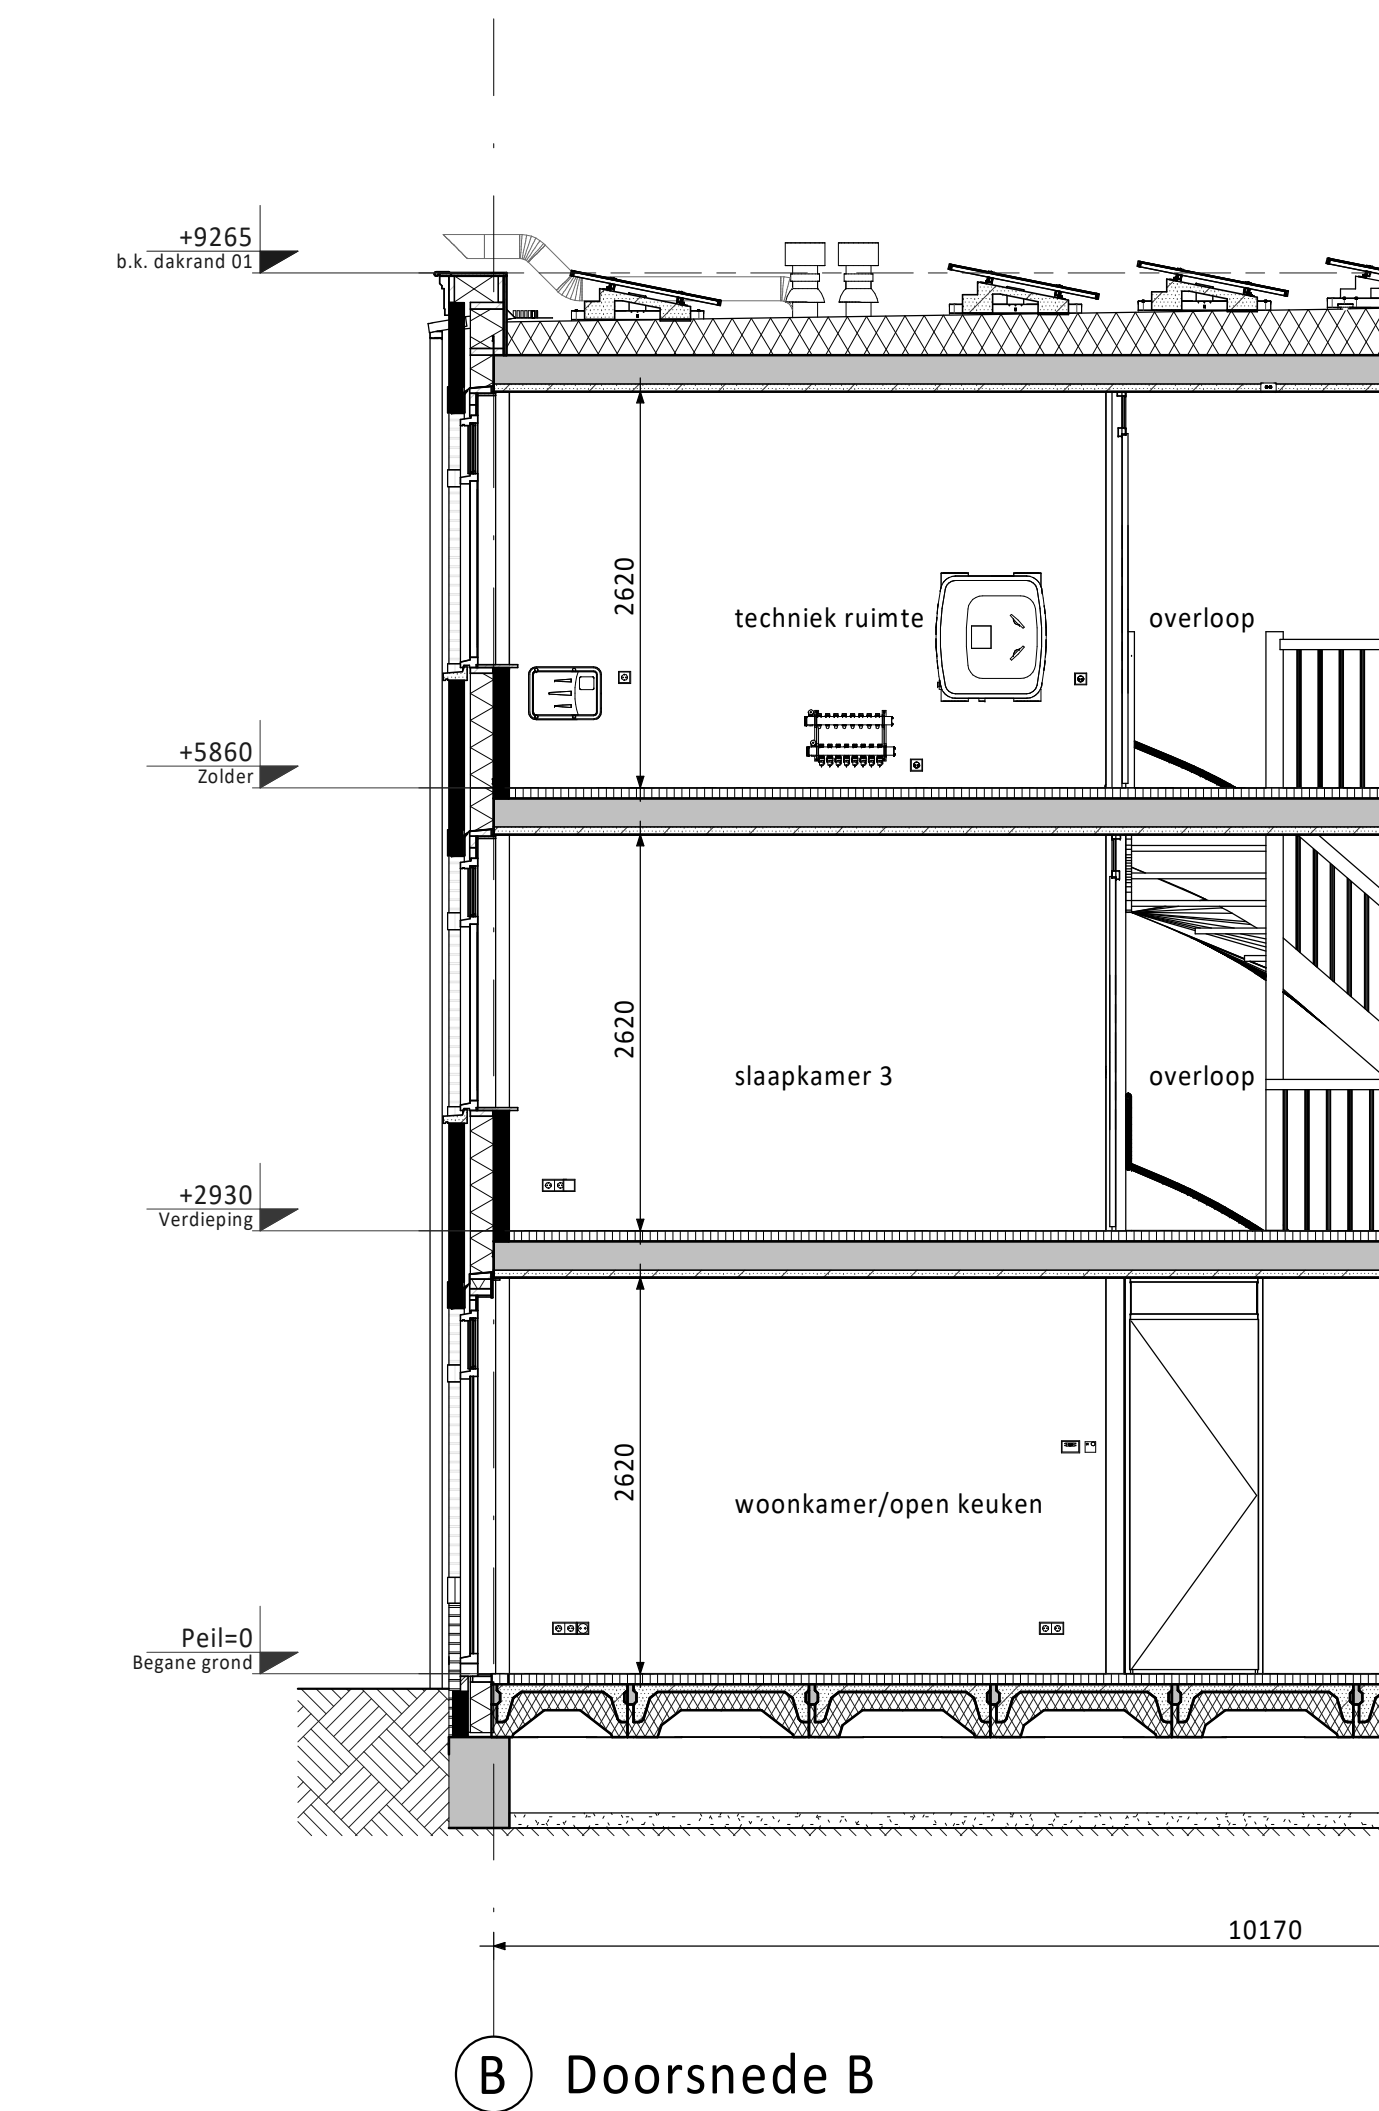 +9265
b.k. dakrand 01
2620
techniek ruimte
overloop
+5860
Zolder
2620
slaapkamer 3
overloop
+2930
Verdieping
2620
woonkamer/open keuken
Peil=0
Begane grond
10170
B
Doorsnede B